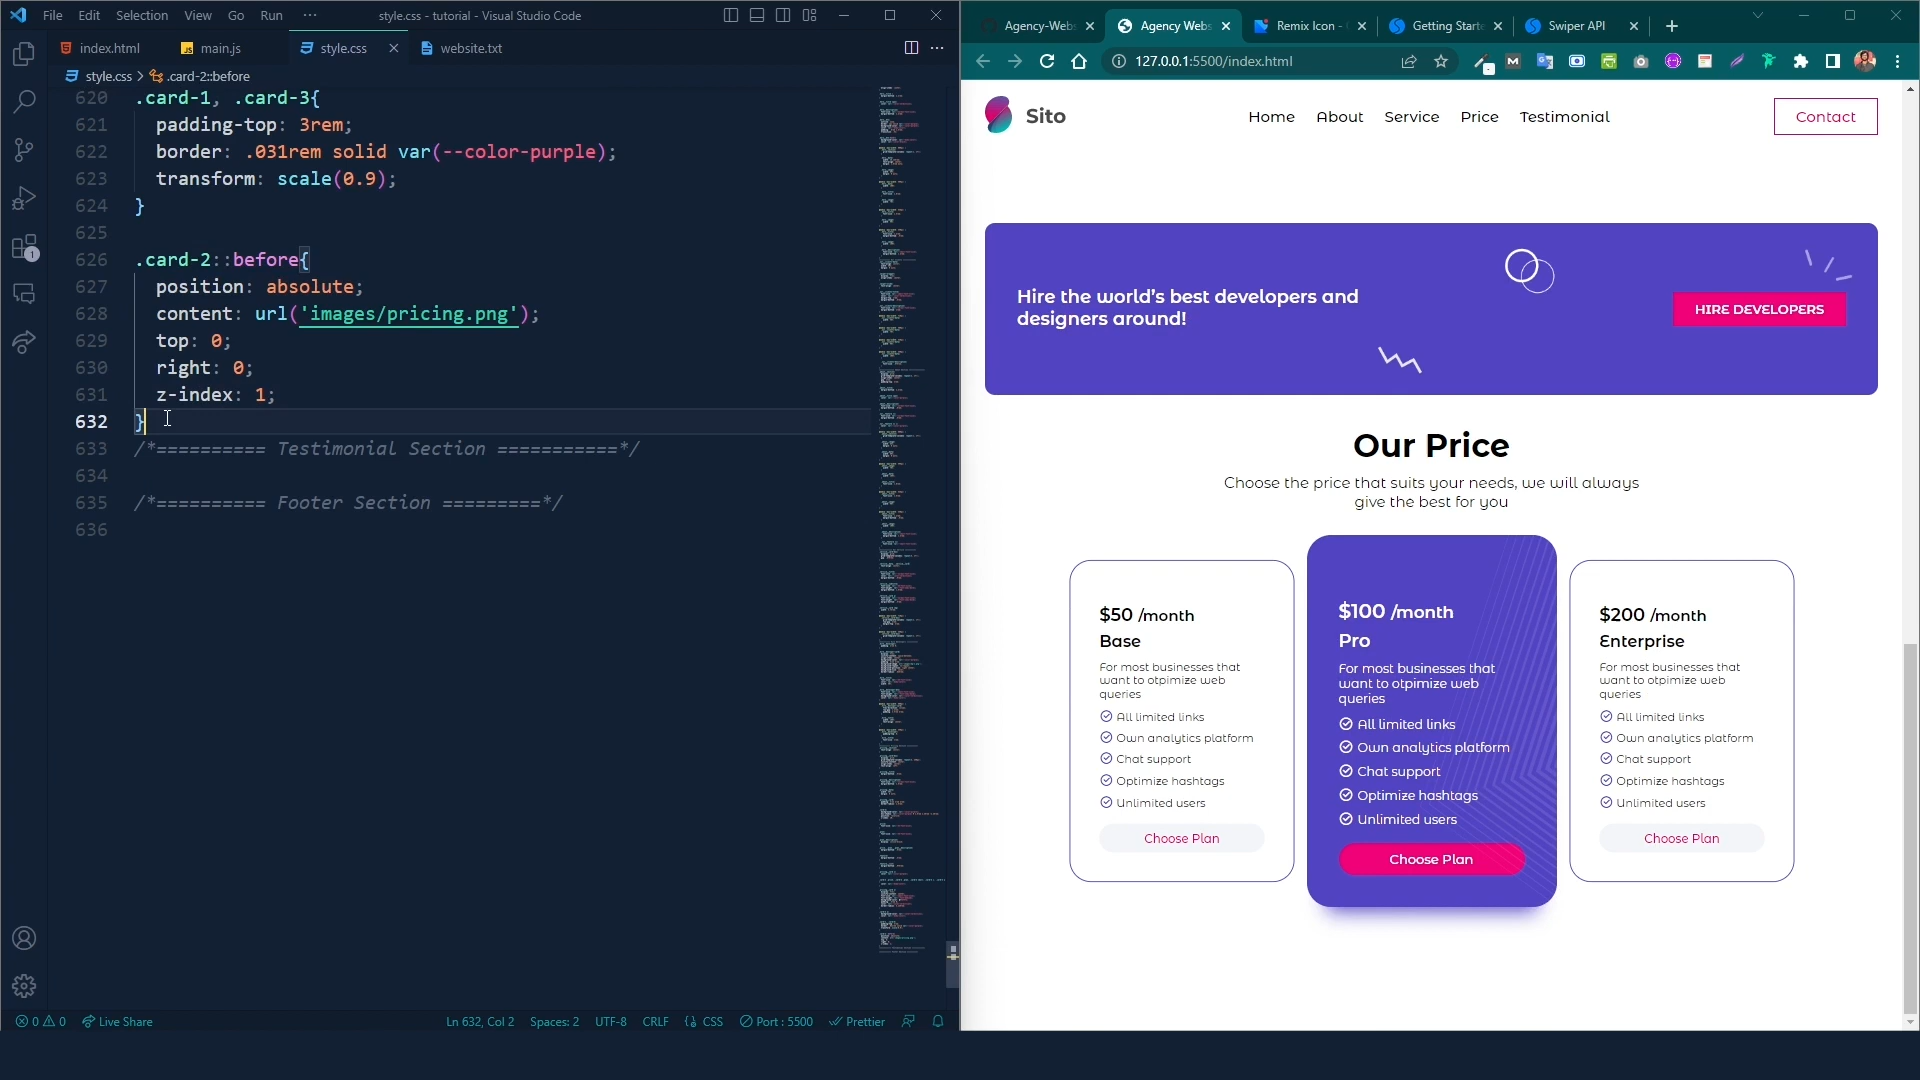 File Edit Selection View Go Run ··· style.css - tutorial - Visual Studio Code
index.html main.js style.css website.txt
style.css > .card-2::before
620 .card-1, .card-3{
621 padding-top: 3rem;
622 border: .031rem solid var(--color-purple);
623 transform: scale(0.9);
624 }
625
626 .card-2::before{
627 position: absolute;
628 content: url('images/pricing.png');
629 top: 0;
630 right: 0;
631 z-index: 1;
632 }
633 /*========== Testimonial Section ===========*/
634
635 /*========== Footer Section =========*/
636
1
0 0 Live Share Ln 632, Col 2 Spaces: 2 UTF-8 CRLF CSS Port : 5500 Prettier
Agency-Webs Agency Webs Remix Icon - Getting Starte Swiper API
127.0.0.1:5500/index.html
Sito Home About Service Price Testimonial Contact
Hire the world's best developers and
designers around!
HIRE DEVELOPERS
Our Price
Choose the price that suits your needs, we will always
give the best for you
$50 /month
Base
For most businesses that
want to otpimize web
queries
All limited links
Own analytics platform
Chat support
Optimize hashtags
Unlimited users
Choose Plan
$100 /month
Pro
For most businesses that
want to otpimize web
queries
All limited links
Own analytics platform
Chat support
Optimize hashtags
Unlimited users
Choose Plan
$200 /month
Enterprise
For most businesses that
want to otpimize web
queries
All limited links
Own analytics platform
Chat support
Optimize hashtags
Unlimited users
Choose Plan